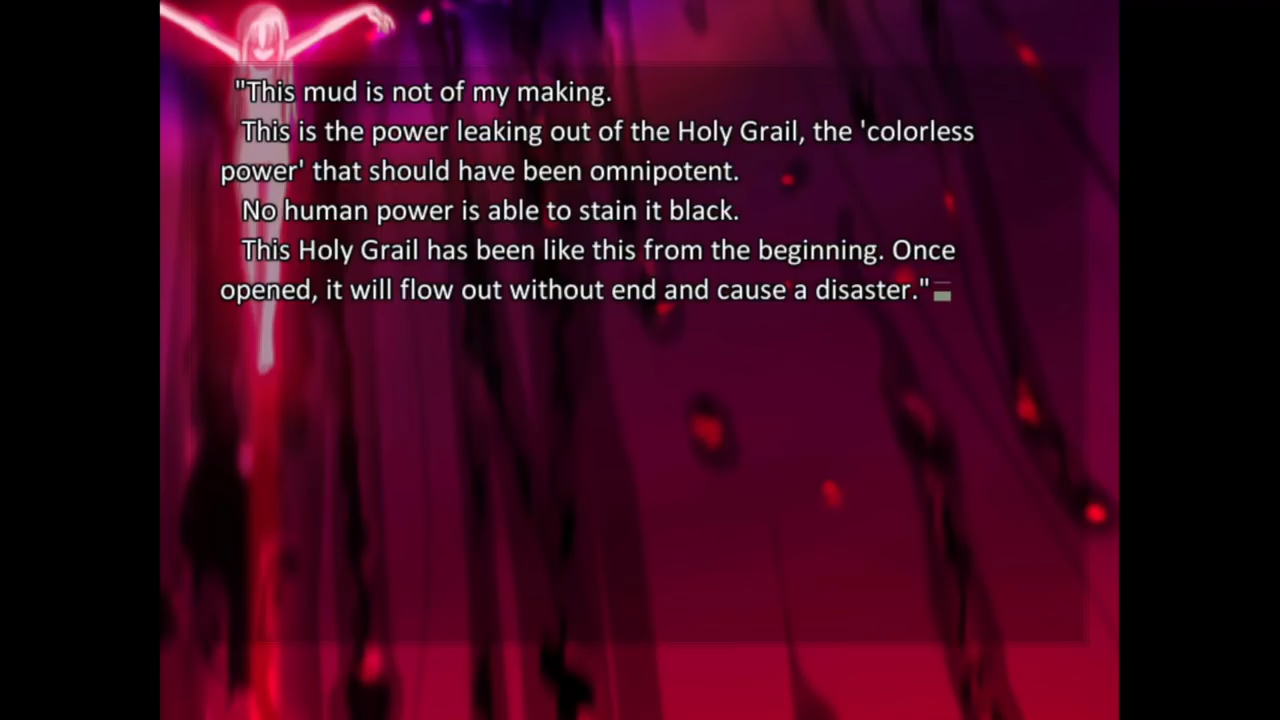 "This mud is not of my making.
This is the power leaking out of the Holy Grail, the 'colorless
power' that should have been omnipotent.
No human power is able to stain it black.
This Holy Grail has been like this from the beginning. Once
opened, it will flow out without end and cause a disaster."